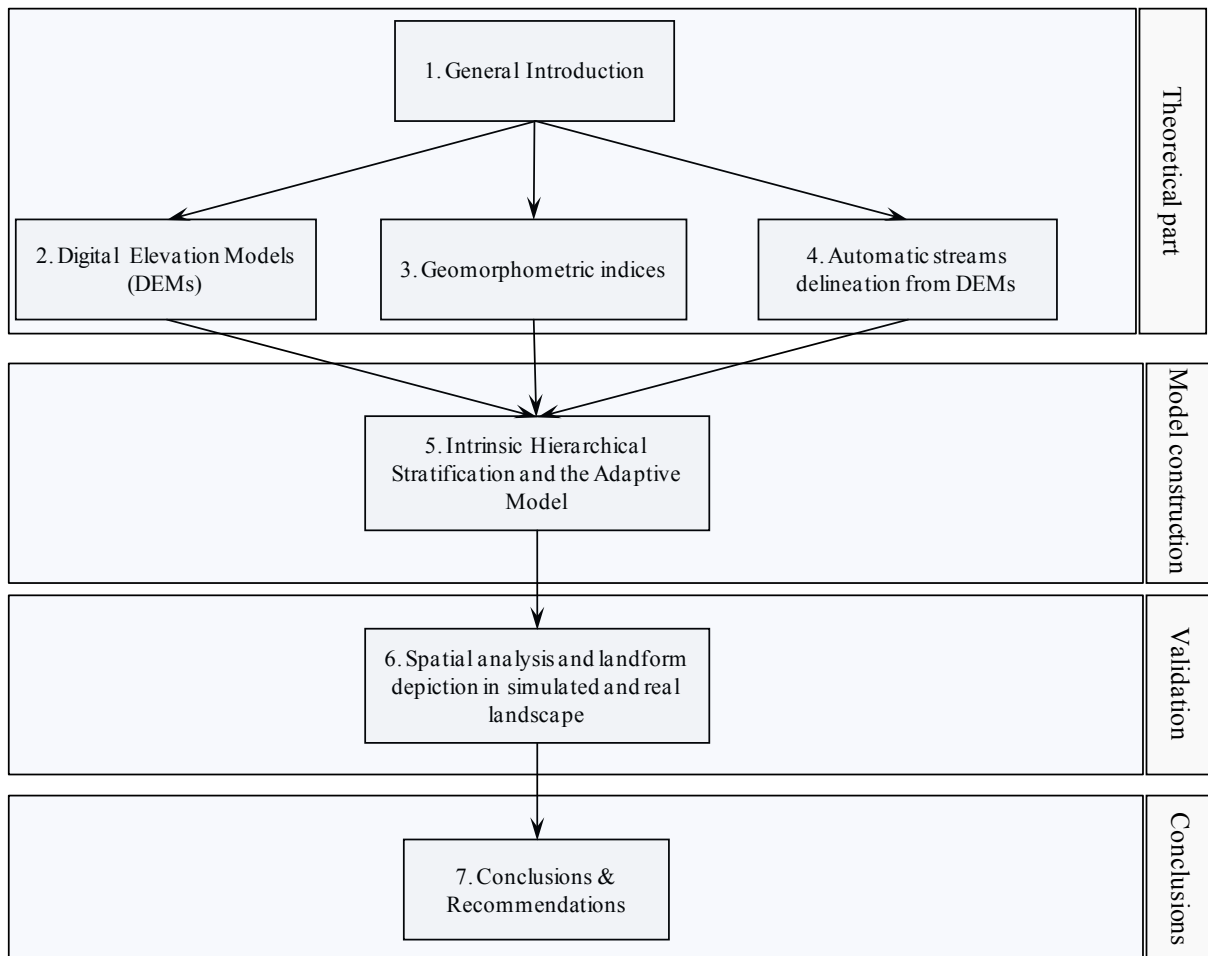 1. General Introduction
Theoretical part
2. Digital Elevation Models
(DEMs)
3. Geomorphometric indices
4. Automatic streams
delineation from DEMs
5. Intrinsic Hierarchical
Stratification and the Adaptive
Model
Model construction
6. Spatial analysis and landform
depiction in simulated and real
landscape
Validation
7. Conclusions &
Recommendations
Conclusions